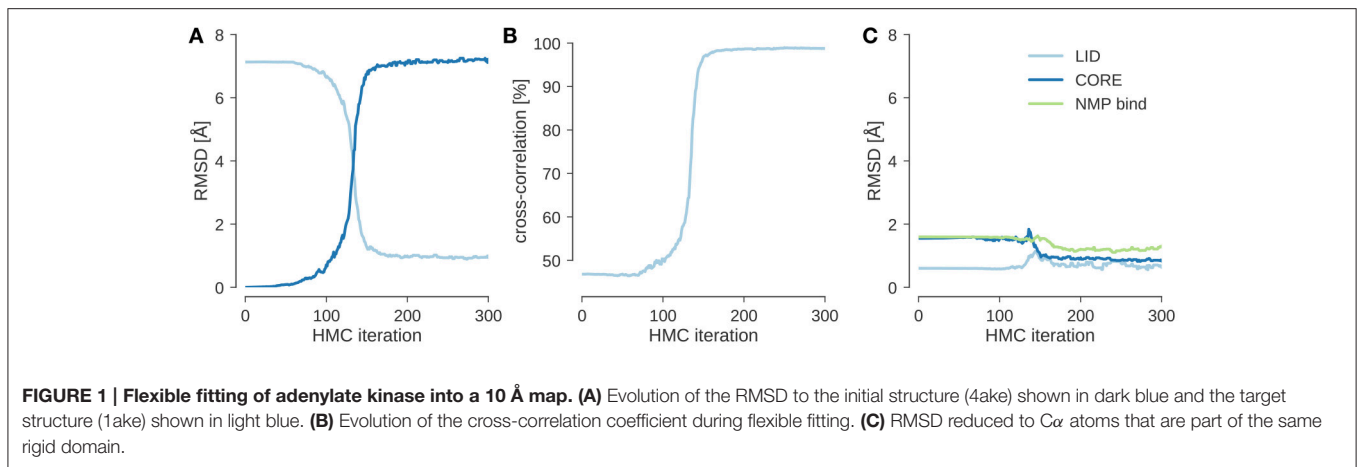 A
8
6
4
2
0
RMSD [Å]
0
100
200
300
HMC iteration
B
100
90
80
70
60
50
cross-correlation [%]
0
100
200
300
HMC iteration
C
8
6
4
2
0
RMSD [Å]
0
100
200
300
HMC iteration
LID
CORE
NMP bind
FIGURE 1 | Flexible fitting of adenylate kinase into a 10 Å map. (A) Evolution of the RMSD to the initial structure (4ake) shown in dark blue and the target
structure (1ake) shown in light blue. (B) Evolution of the cross-correlation coefficient during flexible fitting. (C) RMSD reduced to Cα atoms that are part of the same
rigid domain.